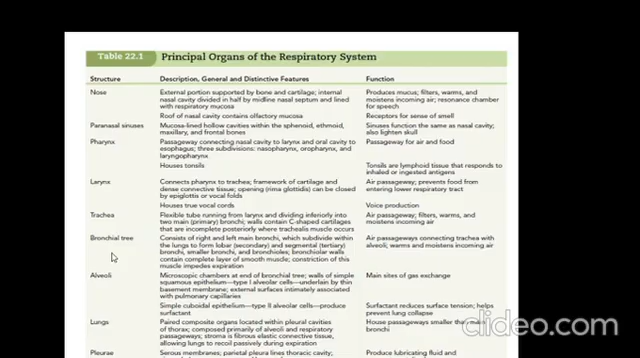 Table 22.1 Principal Organs of the Respiratory System
Structure Description, General and Distinctive Features Function
Nose External portion supported by bone and cartilage; internal Produces mucus; filters, warms, and
nasal cavity divided in half by midline nasal septum and lined moistens incoming air; resonance chamber
with respiratory mucosa for speech
Roof of nasal cavity contains olfactory mucosa Receptors for sense of smell
Paranasal sinuses Mucosa-lined hollow cavities within the sphenoid, ethmoid, Sinuses function the same as nasal cavity;
maxillary, and frontal bones also lighten skull
Pharynx Passageway connecting nasal cavity to larynx and oral cavity to Passageway for air and food
esophagus; three subdivisions: nasopharynx, oropharynx, and
laryngopharynx
Houses tonsils Tonsils are lymphoid tissue that responds to
inhaled or ingested antigens
Larynx Connects pharynx to trachea; framework of cartilage and Air passageway; prevents food from
dense connective tissue; opening (rima glottidis) can be closed entering lower respiratory tract
by epiglottis or vocal folds
Houses true vocal cords Voice production
Trachea Flexible tube running from larynx and dividing inferiorly into Air passageway; filters, warms, and
two main (primary) bronchi; walls contain C-shaped cartilages moistens incoming air
that are incomplete posteriorly where trachealis muscle occurs
Bronchial tree Consists of right and left main bronchi, which subdivide within Air passageways connecting trachea with
the lungs to form lobar (secondary) and segmental (tertiary) alveoli; warms and moistens incoming air
bronchi, smaller bronchi, and bronchioles; bronchiolar walls
contain complete layer of smooth muscle; constriction of this
muscle impedes expiration
Alveoli Microscopic chambers at end of bronchial tree; walls of simple Main sites of gas exchange
squamous epithelium—type I alveolar cells—underlain by thin
basement membrane; external surfaces intimately associated
with pulmonary capillaries
Simple cuboidal epithelium—type II alveolar cells—produce Surfactant reduces surface tension; helps
surfactant prevent lung collapse
Lungs Paired composite organs located within pleural cavities House passageways smaller than main
of thorax; composed primarily of alveoli and respiratory bronchi
passageways; stroma is fibrous elastic connective tissue,
allowing lungs to recoil passively during expiration
Pleurae Serous membranes; parietal pleura lines thoracic cavity; Produce lubricating fluid and
clideo.com